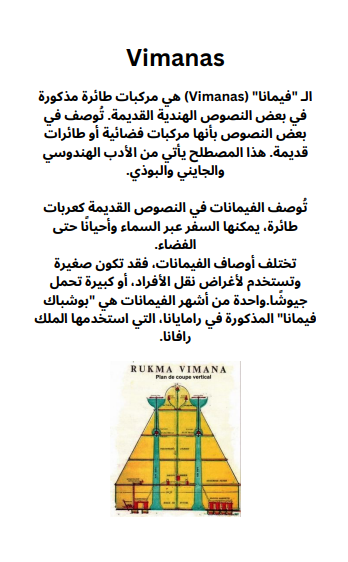 Vimanas
الـ "فيمانا" (Vimanas) هي مركبات طائرة مذكورة
في بعض النصوص الهندية القديمة. تُوصف في
بعض النصوص بأنها مركبات فضائية أو طائرات
قديمة. هذا المصطلح يأتي من الأدب الهندوسي
والجايني والبوذي.
تُوصف الفيمانات في النصوص القديمة كعربات
طائرة، يمكنها السفر عبر السماء وأحيانًا حتى
الفضاء.
تختلف أوصاف الفيمانات، فقد تكون صغيرة
وتستخدم لأغراض نقل الأفراد، أو كبيرة تحمل
جيوشًا.واحدة من أشهر الفيمانات هي "بوشباك
فيمانا" المذكورة في رامايانا، التي استخدمها الملك
رافانا.
RUKMA VIMANA
Plan de coupe vertical